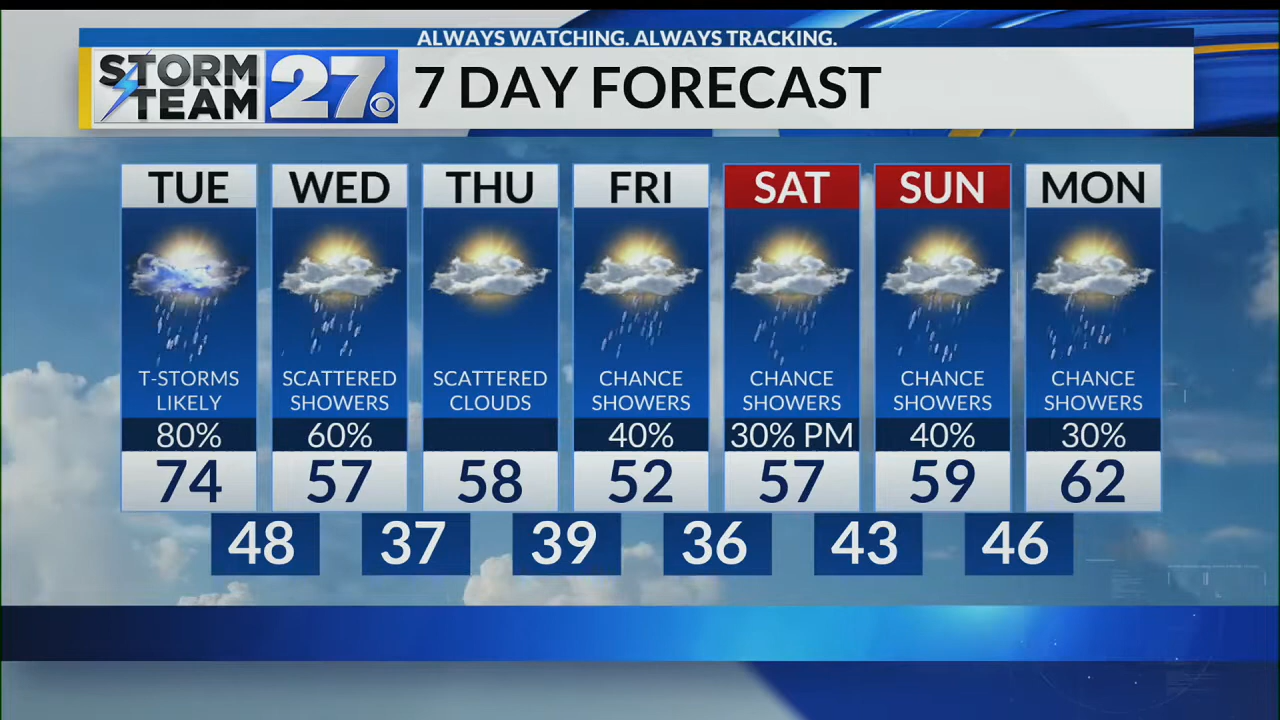 ALWAYS WATCHING. ALWAYS TRACKING.
STORM TEAM 27 7 DAY FORECAST
TUE WED THU FRI SAT SUN MON
T-STORMS LIKELY SCATTERED SHOWERS SCATTERED CLOUDS CHANCE SHOWERS CHANCE SHOWERS CHANCE SHOWERS CHANCE SHOWERS
80% 60% 40% 30% PM 40% 30%
74 57 58 52 57 59 62
48 37 39 36 43 46